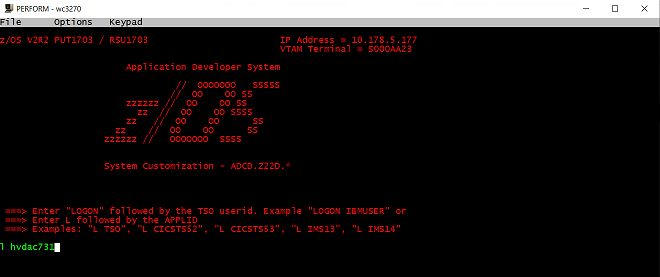 PERFORM - wc3270
File Options Keypad
z/OS V2R2 PUT1703 / RSU1703 IP Address = 10.178.5.177
VTAM Terminal = SC0AA23
Application Developer System
// OOOOOOO SSSSS
// OO OO SS
zzzzzz // OO OO SS
zz // OO OO SSSS
zz // OO OO SS
zz // OO OO SS
zzzzzz // OOOOOOO SSSS
System Customization - ADCD.Z22D.*
===> Enter "LOGON" followed by the TSO userid. Example "LOGON IBMUSER" or
===> Enter L followed by the APPLID
===> Examples: "L TSO", "L CICSTS52", "L CICSTS53", "L IMS13", "L IMS14"
l hvdac731